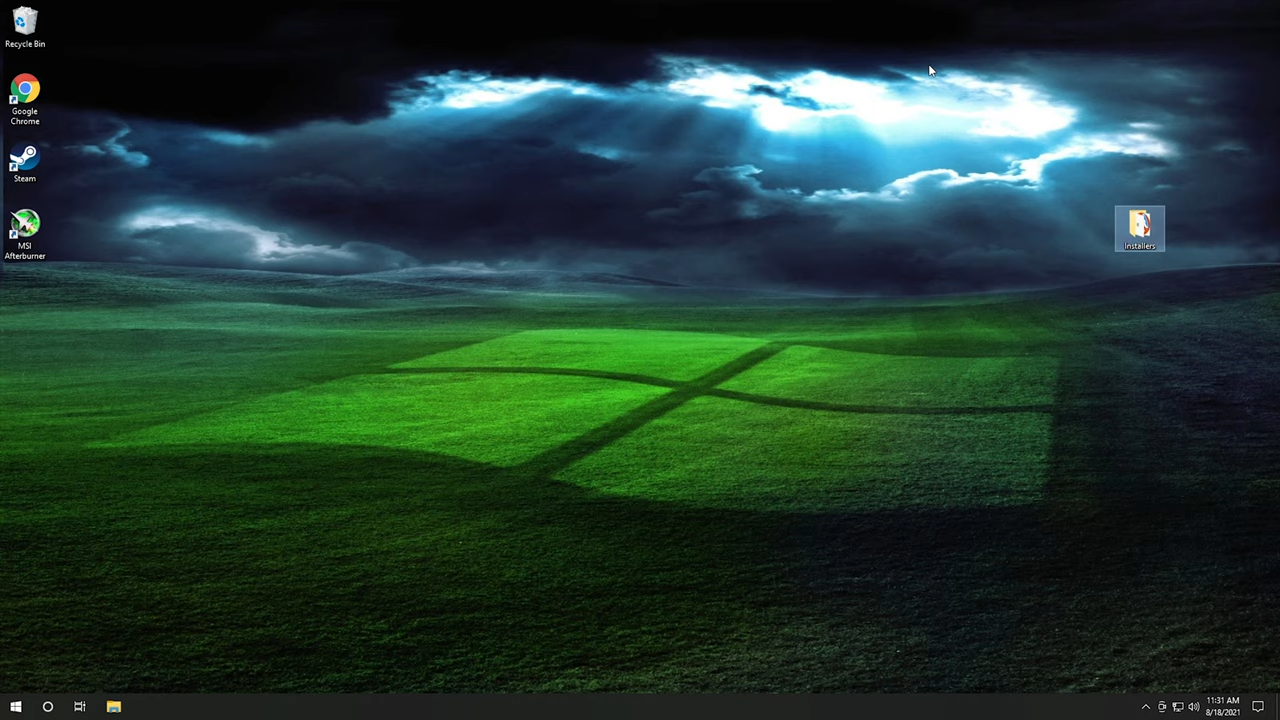 Recycle Bin
Google
Chrome
Steam
MSI
Afterburner
Installers
11:31 AM
8/18/2021